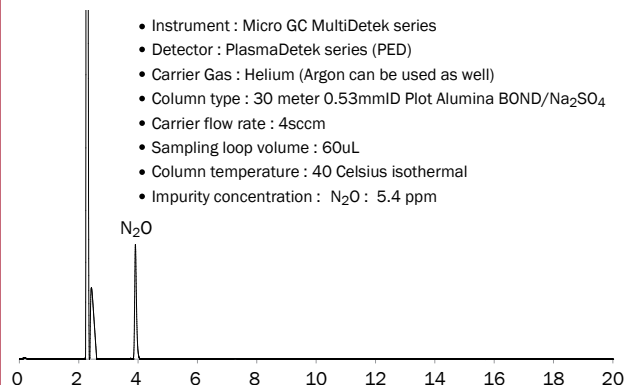 • Instrument : Micro GC MultiDetek series
• Detector : PlasmaDetek series (PED)
• Carrier Gas : Helium (Argon can be used as well)
• Column type : 30 meter 0.53mmID Plot Alumina BOND/Na₂SO₄
• Carrier flow rate : 4sccm
• Sampling loop volume : 60uL
• Column temperature : 40 Celsius isothermal
• Impurity concentration : N₂O : 5.4 ppm
N₂O
0 2 4 6 8 10 12 14 16 18 20